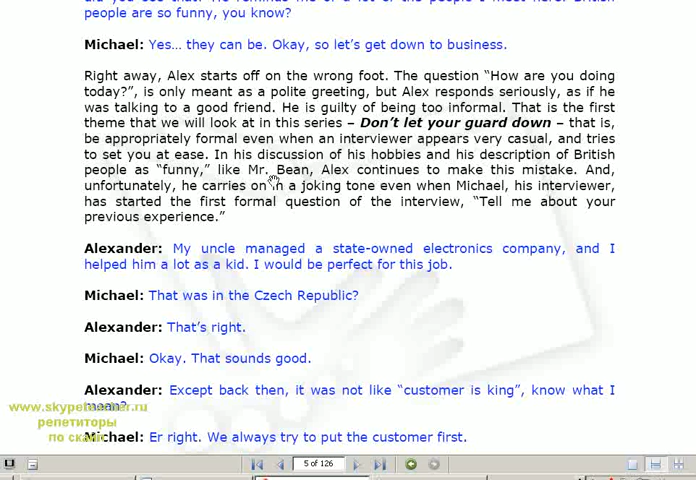 people are so funny, you know?
Michael: Yes... they can be. Okay, so let's get down to business.
Right away, Alex starts off on the wrong foot. The question "How are you doing
today?", is only meant as a polite greeting, but Alex responds seriously, as if he
was talking to a good friend. He is guilty of being too informal. That is the first
theme that we will look at in this series – Don't let your guard down – that is,
be appropriately formal even when an interviewer appears very casual, and tries
to set you at ease. In his discussion of his hobbies and his description of British
people as "funny," like Mr. Bean, Alex continues to make this mistake. And,
unfortunately, he carries on in a joking tone even when Michael, his interviewer,
has started the first formal question of the interview, "Tell me about your
previous experience."
Alexander: My uncle managed a state-owned electronics company, and I
helped him a lot as a kid. I would be perfect for this job.
Michael: That was in the Czech Republic?
Alexander: That's right.
Michael: Okay. That sounds good.
Alexander: Except back then, it was not like "customer is king", know what I
mean?
Michael: Er right. We always try to put the customer first.
репетиторы
по скайп
5 of 126